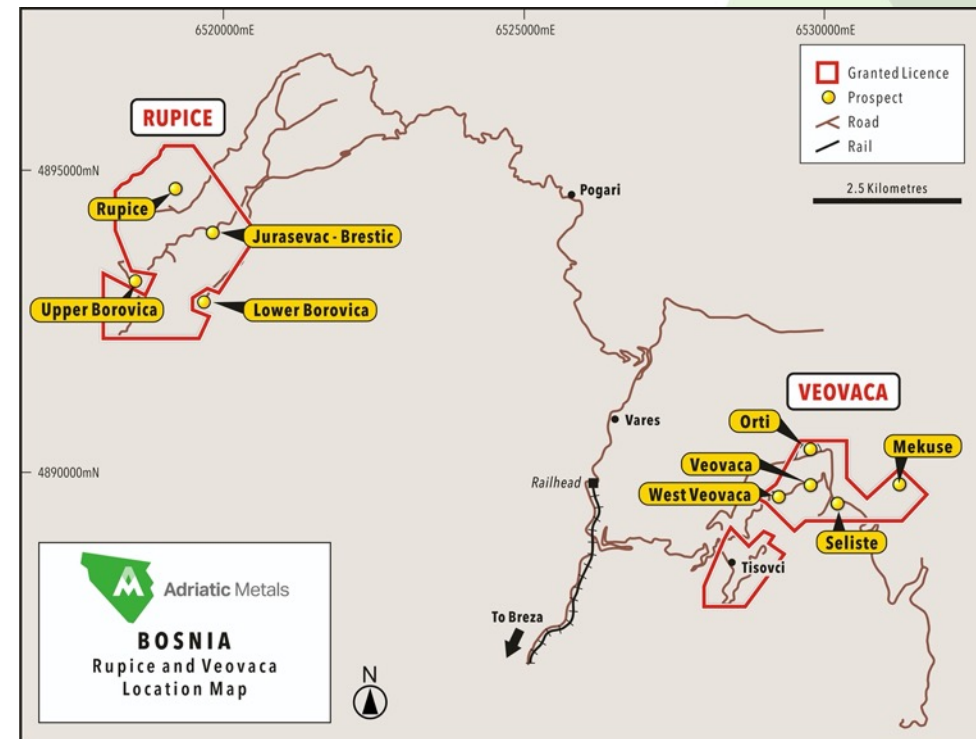 6520000mE
6525000mE
6530000mE
4895000mN
4890000mN
RUPICE
Rupice
Jurasevac - Brestic
Upper Borovica
Lower Borovica
Pogari
Vares
Railhead
To Breza
VEOVACA
Orti
Mekuse
Veovaca
West Veovaca
Seliste
Tisovci
Granted Licence
Prospect
Road
Rail
2.5 Kilometres
Adriatic Metals
BOSNIA
Rupice and Veovaca
Location Map
N